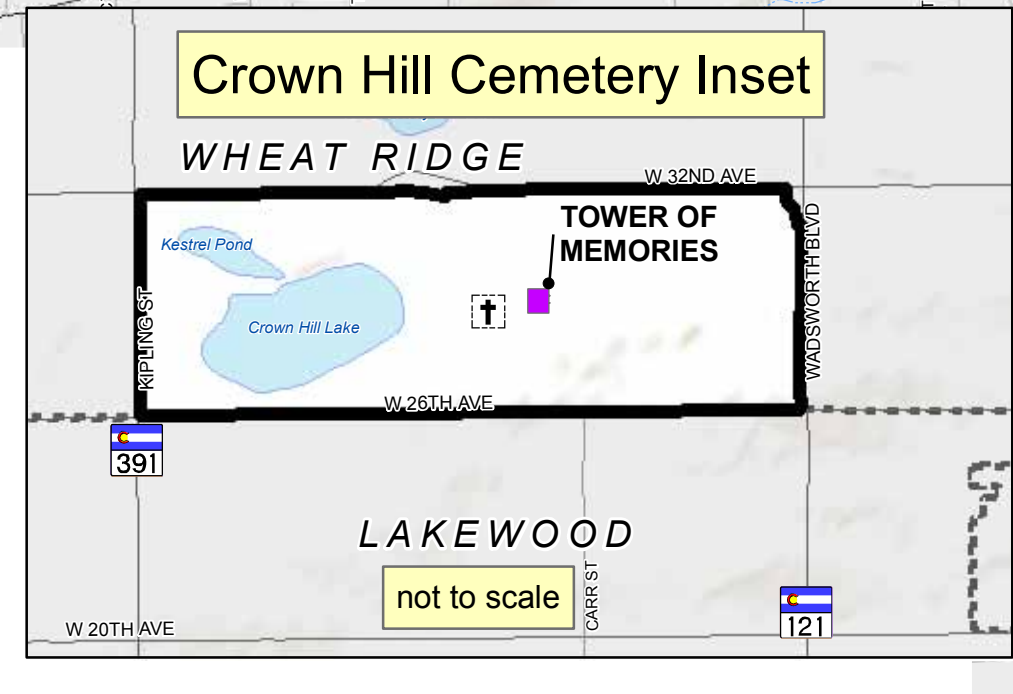 Crown Hill Cemetery Inset
WHEAT RIDGE
W 32ND AVE
TOWER OF
MEMORIES
Kestrel Pond
WADSWORTH BLVD
KIPLING ST
Crown Hill Lake
W 26TH AVE
391
LAKEWOOD
not to scale
CARR ST
121
W 20TH AVE